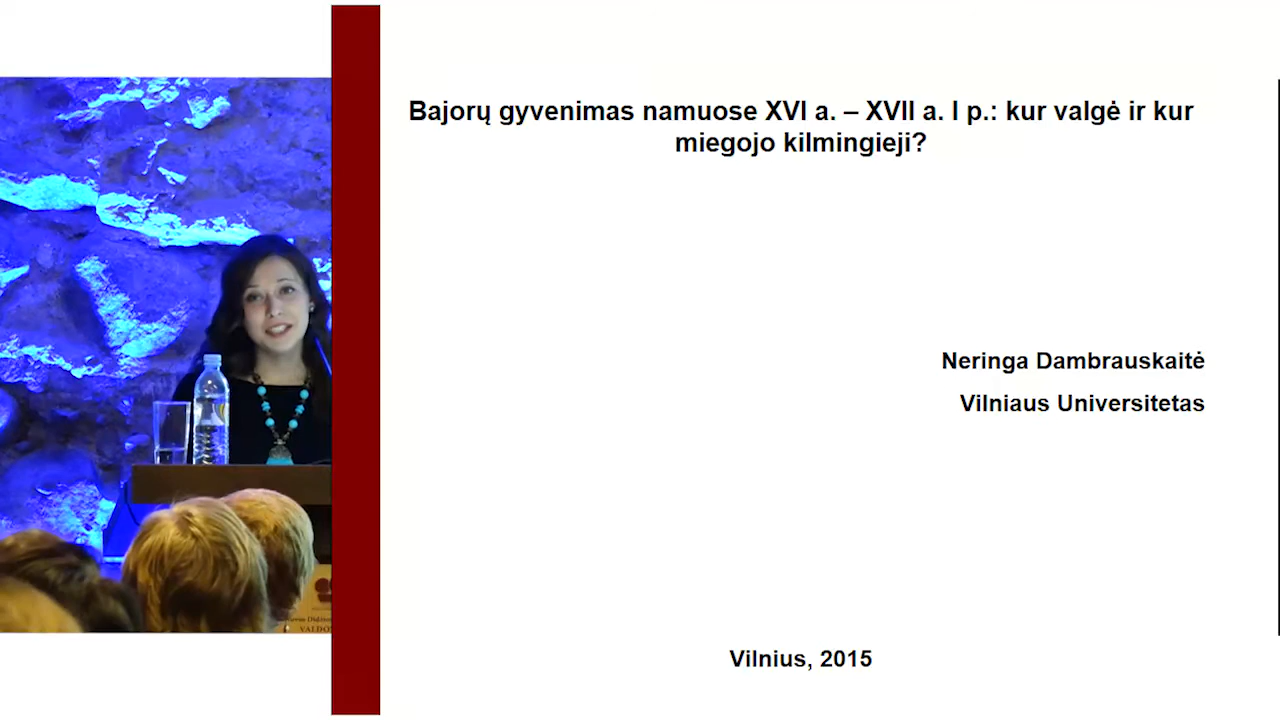 Bajorų gyvenimas namuose XVI a. – XVII a. I p.: kur valgė ir kur
miegojo kilmingieji?
Neringa Dambrauskaitė
Vilniaus Universitetas
Vilnius, 2015